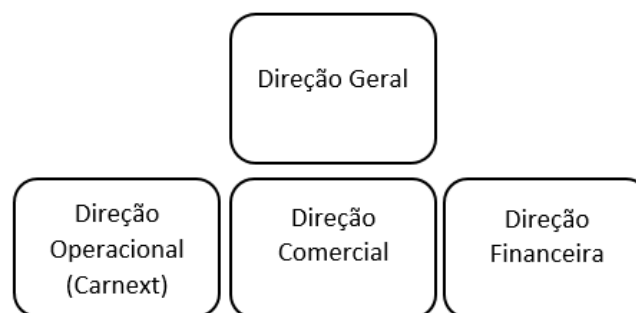 Direção Geral
Direção
Operacional
(Carnext)
Direção
Comercial
Direção
Financeira